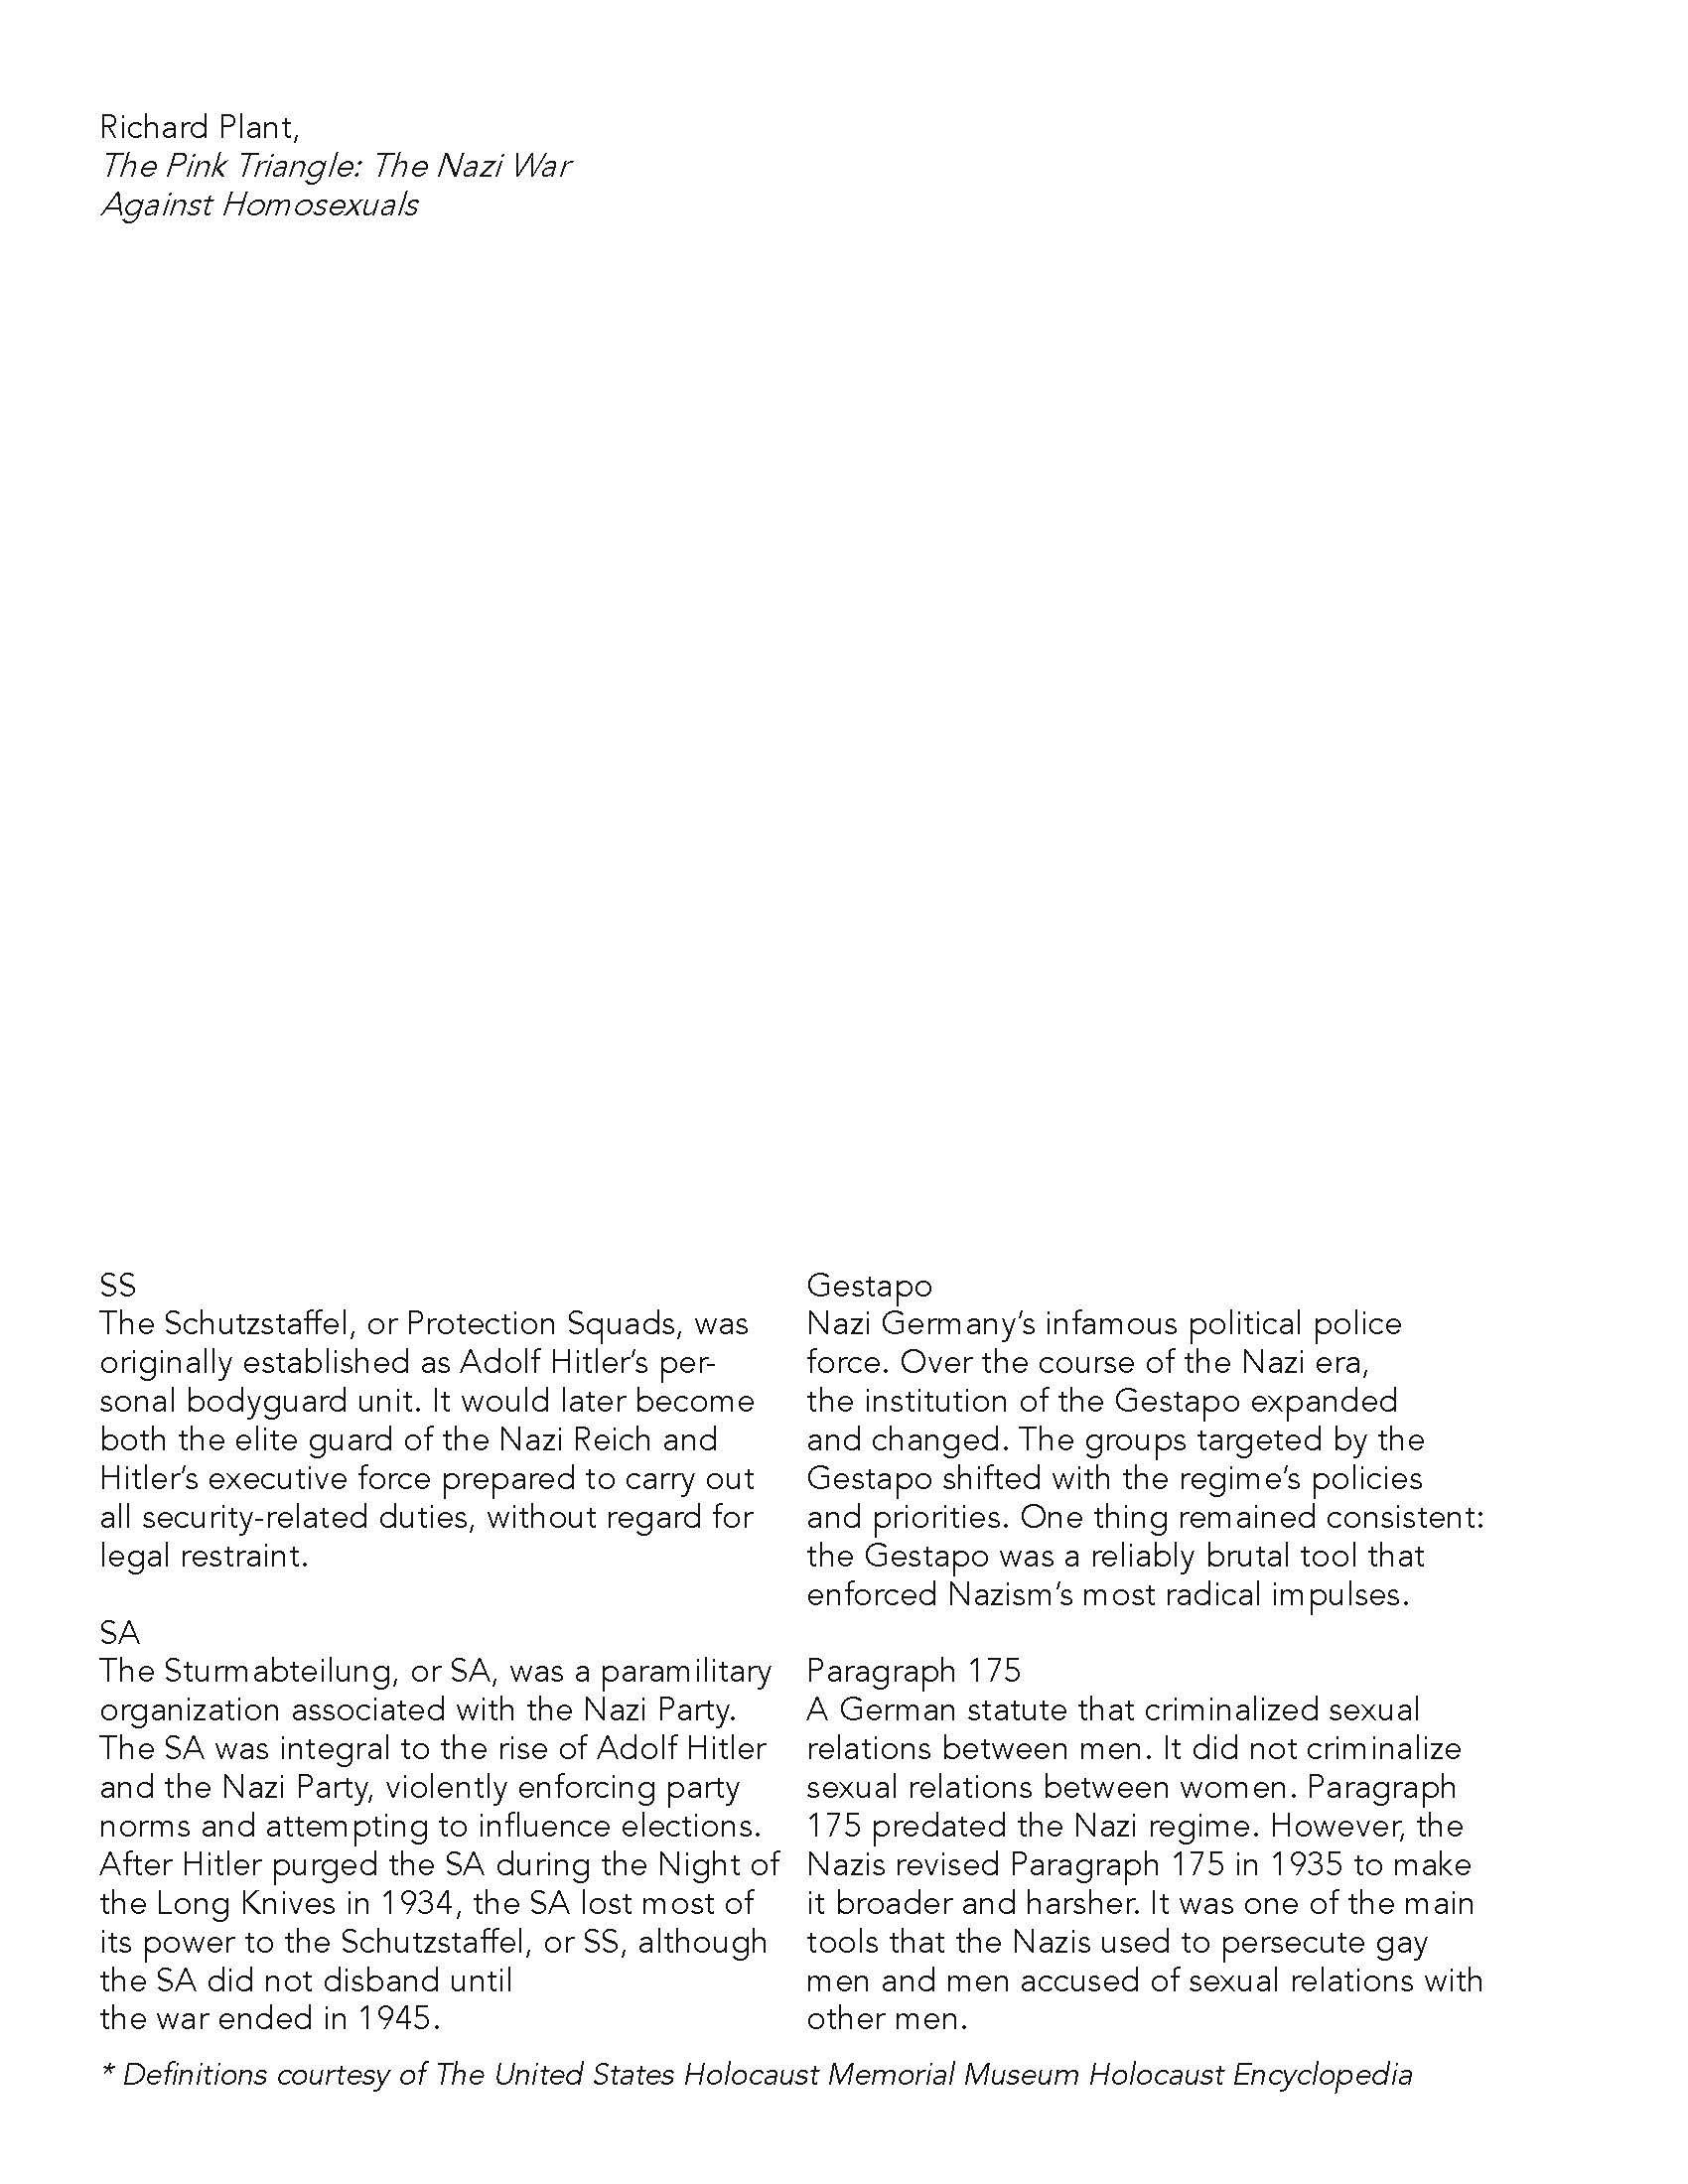 Richard Plant,
The Pink Triangle: The Nazi War
Against Homosexuals
SS
The Schutzstaffel, or Protection Squads, was
originally established as Adolf Hitler’s per-
sonal bodyguard unit. It would later become
both the elite guard of the Nazi Reich and
Hitler’s executive force prepared to carry out
all security-related duties, without regard for
legal restraint.
SA
The Sturmabteilung, or SA, was a paramilitary
organization associated with the Nazi Party.
The SA was integral to the rise of Adolf Hitler
and the Nazi Party, violently enforcing party
norms and attempting to influence elections.
After Hitler purged the SA during the Night of
the Long Knives in 1934, the SA lost most of
its power to the Schutzstaffel, or SS, although
the SA did not disband until
the war ended in 1945.
Gestapo
Nazi Germany’s infamous political police
force. Over the course of the Nazi era,
the institution of the Gestapo expanded
and changed. The groups targeted by the
Gestapo shifted with the regime’s policies
and priorities. One thing remained consistent:
the Gestapo was a reliably brutal tool that
enforced Nazism’s most radical impulses.
Paragraph 175
A German statute that criminalized sexual
relations between men. It did not criminalize
sexual relations between women. Paragraph
175 predated the Nazi regime. However, the
Nazis revised Paragraph 175 in 1935 to make
it broader and harsher. It was one of the main
tools that the Nazis used to persecute gay
men and men accused of sexual relations with
other men.
* Definitions courtesy of The United States Holocaust Memorial Museum Holocaust Encyclopedia